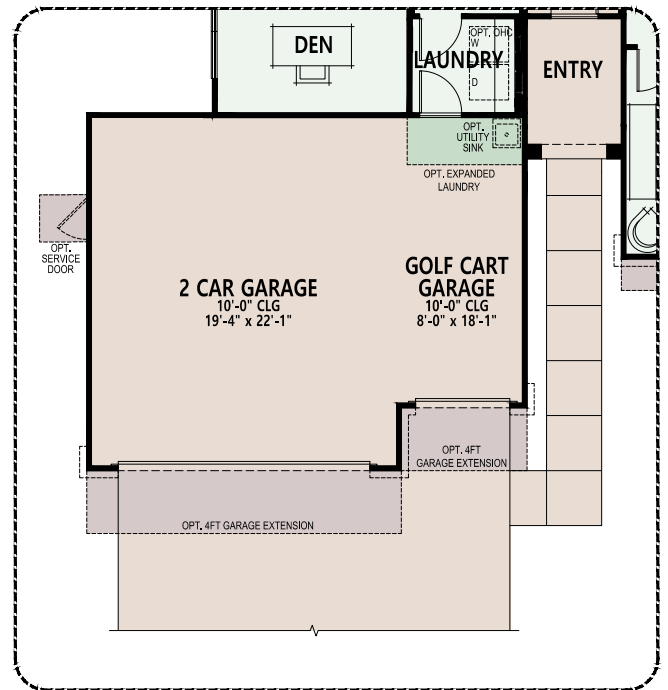 DEN
OPT. OHC
W
LAUNDRY
D
ENTRY
OPT.
UTILITY
SINK
OPT. EXPANDED
LAUNDRY
OPT.
SERVICE
DOOR
2 CAR GARAGE
10'-0" CLG
19'-4" x 22'-1"
GOLF CART
GARAGE
10'-0" CLG
8'-0" x 18'-1"
OPT. 4FT
GARAGE EXTENSION
OPT. 4FT GARAGE EXTENSION